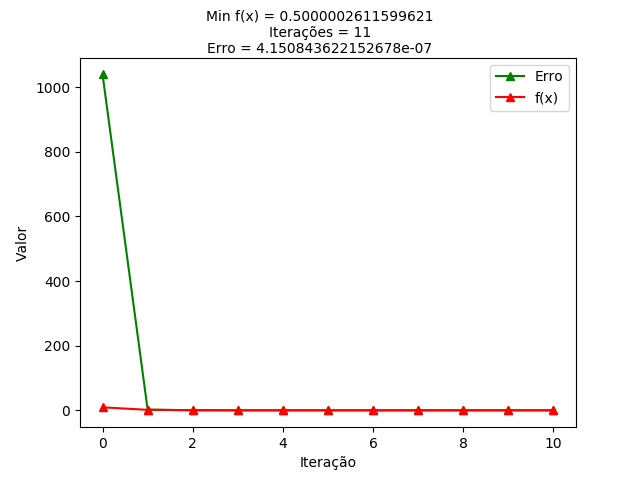 Min f(x) = 0.5000002611599621
Iterações = 11
Erro = 4.150843622152678e-07
Erro
f(x)
1000
800
600
400
200
0
Valor
0 2 4 6 8 10
Iteração